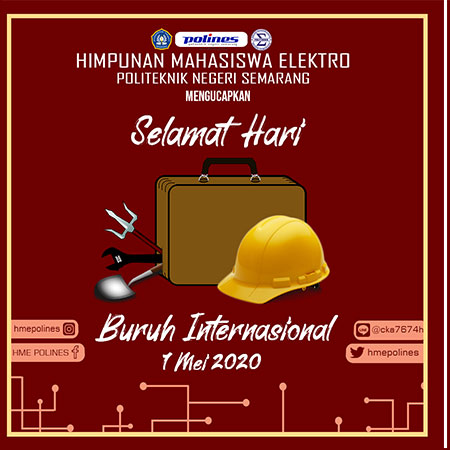 polines
HIMPUNAN MAHASISWA ELEKTRO
POLITEKNIK NEGERI SEMARANG
MENGUCAPKAN
Selamat Hari
Buruh Internasional
1 Mei 2020
hmepolines
HME POLINES
@cka7674h
hmepolines